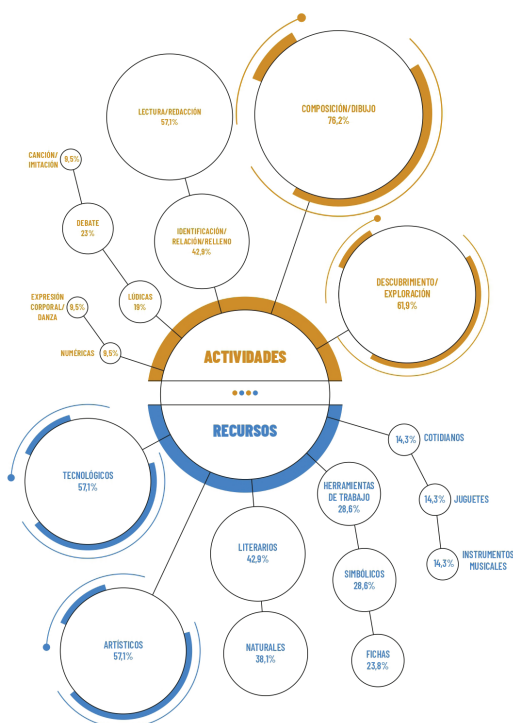 COMPOSICIÓN/DIBUJO
76,2%
LECTURA/REDACCIÓN
57,1%
CANCIÓN/
IMITACIÓN
9,5%
DEBATE
23%
IDENTIFICACIÓN/
RELACIÓN/RELLENO
42,9%
DESCUBRIMIENTO/
EXPLORACIÓN
61,9%
LÚDICAS
19%
EXPRESIÓN
CORPORAL/
DANZA
9,5%
NUMÉRICAS
9,5%
ACTIVIDADES
RECURSOS
TECNOLÓGICOS
57,1%
14,3%
COTIDIANOS
HERRAMIENTAS
DE TRABAJO
28,6%
14,3%
JUGUETES
LITERARIOS
42,9%
14,3%
INSTRUMENTOS
MUSICALES
SIMBÓLICOS
28,6%
ARTÍSTICOS
57,1%
NATURALES
38,1%
FICHAS
23,8%